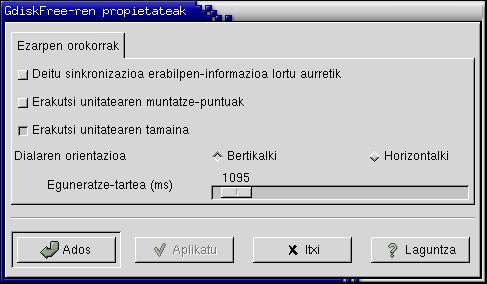 GdiskFree-ren propietateak
Ezarpen orokorrak
Deitu sinkronizazioa erabilpen-informazioa lortu aurretik
Erakutsi unitatearen muntatze-puntuak
Erakutsi unitatearen tamaina
Dialaren orientazioa Bertikalki Horizontalki
1095
Eguneratze-tartea (ms)
Ados Aplikatu Itxi Laguntza